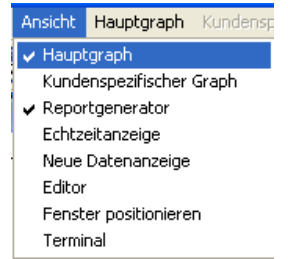 Ansicht Hauptgraph Kundensp
Hauptgraph
Kundenspezifischer Graph
Reportgenerator
Echtzeitanzeige
Neue Datenanzeige
Editor
Fenster positionieren
Terminal